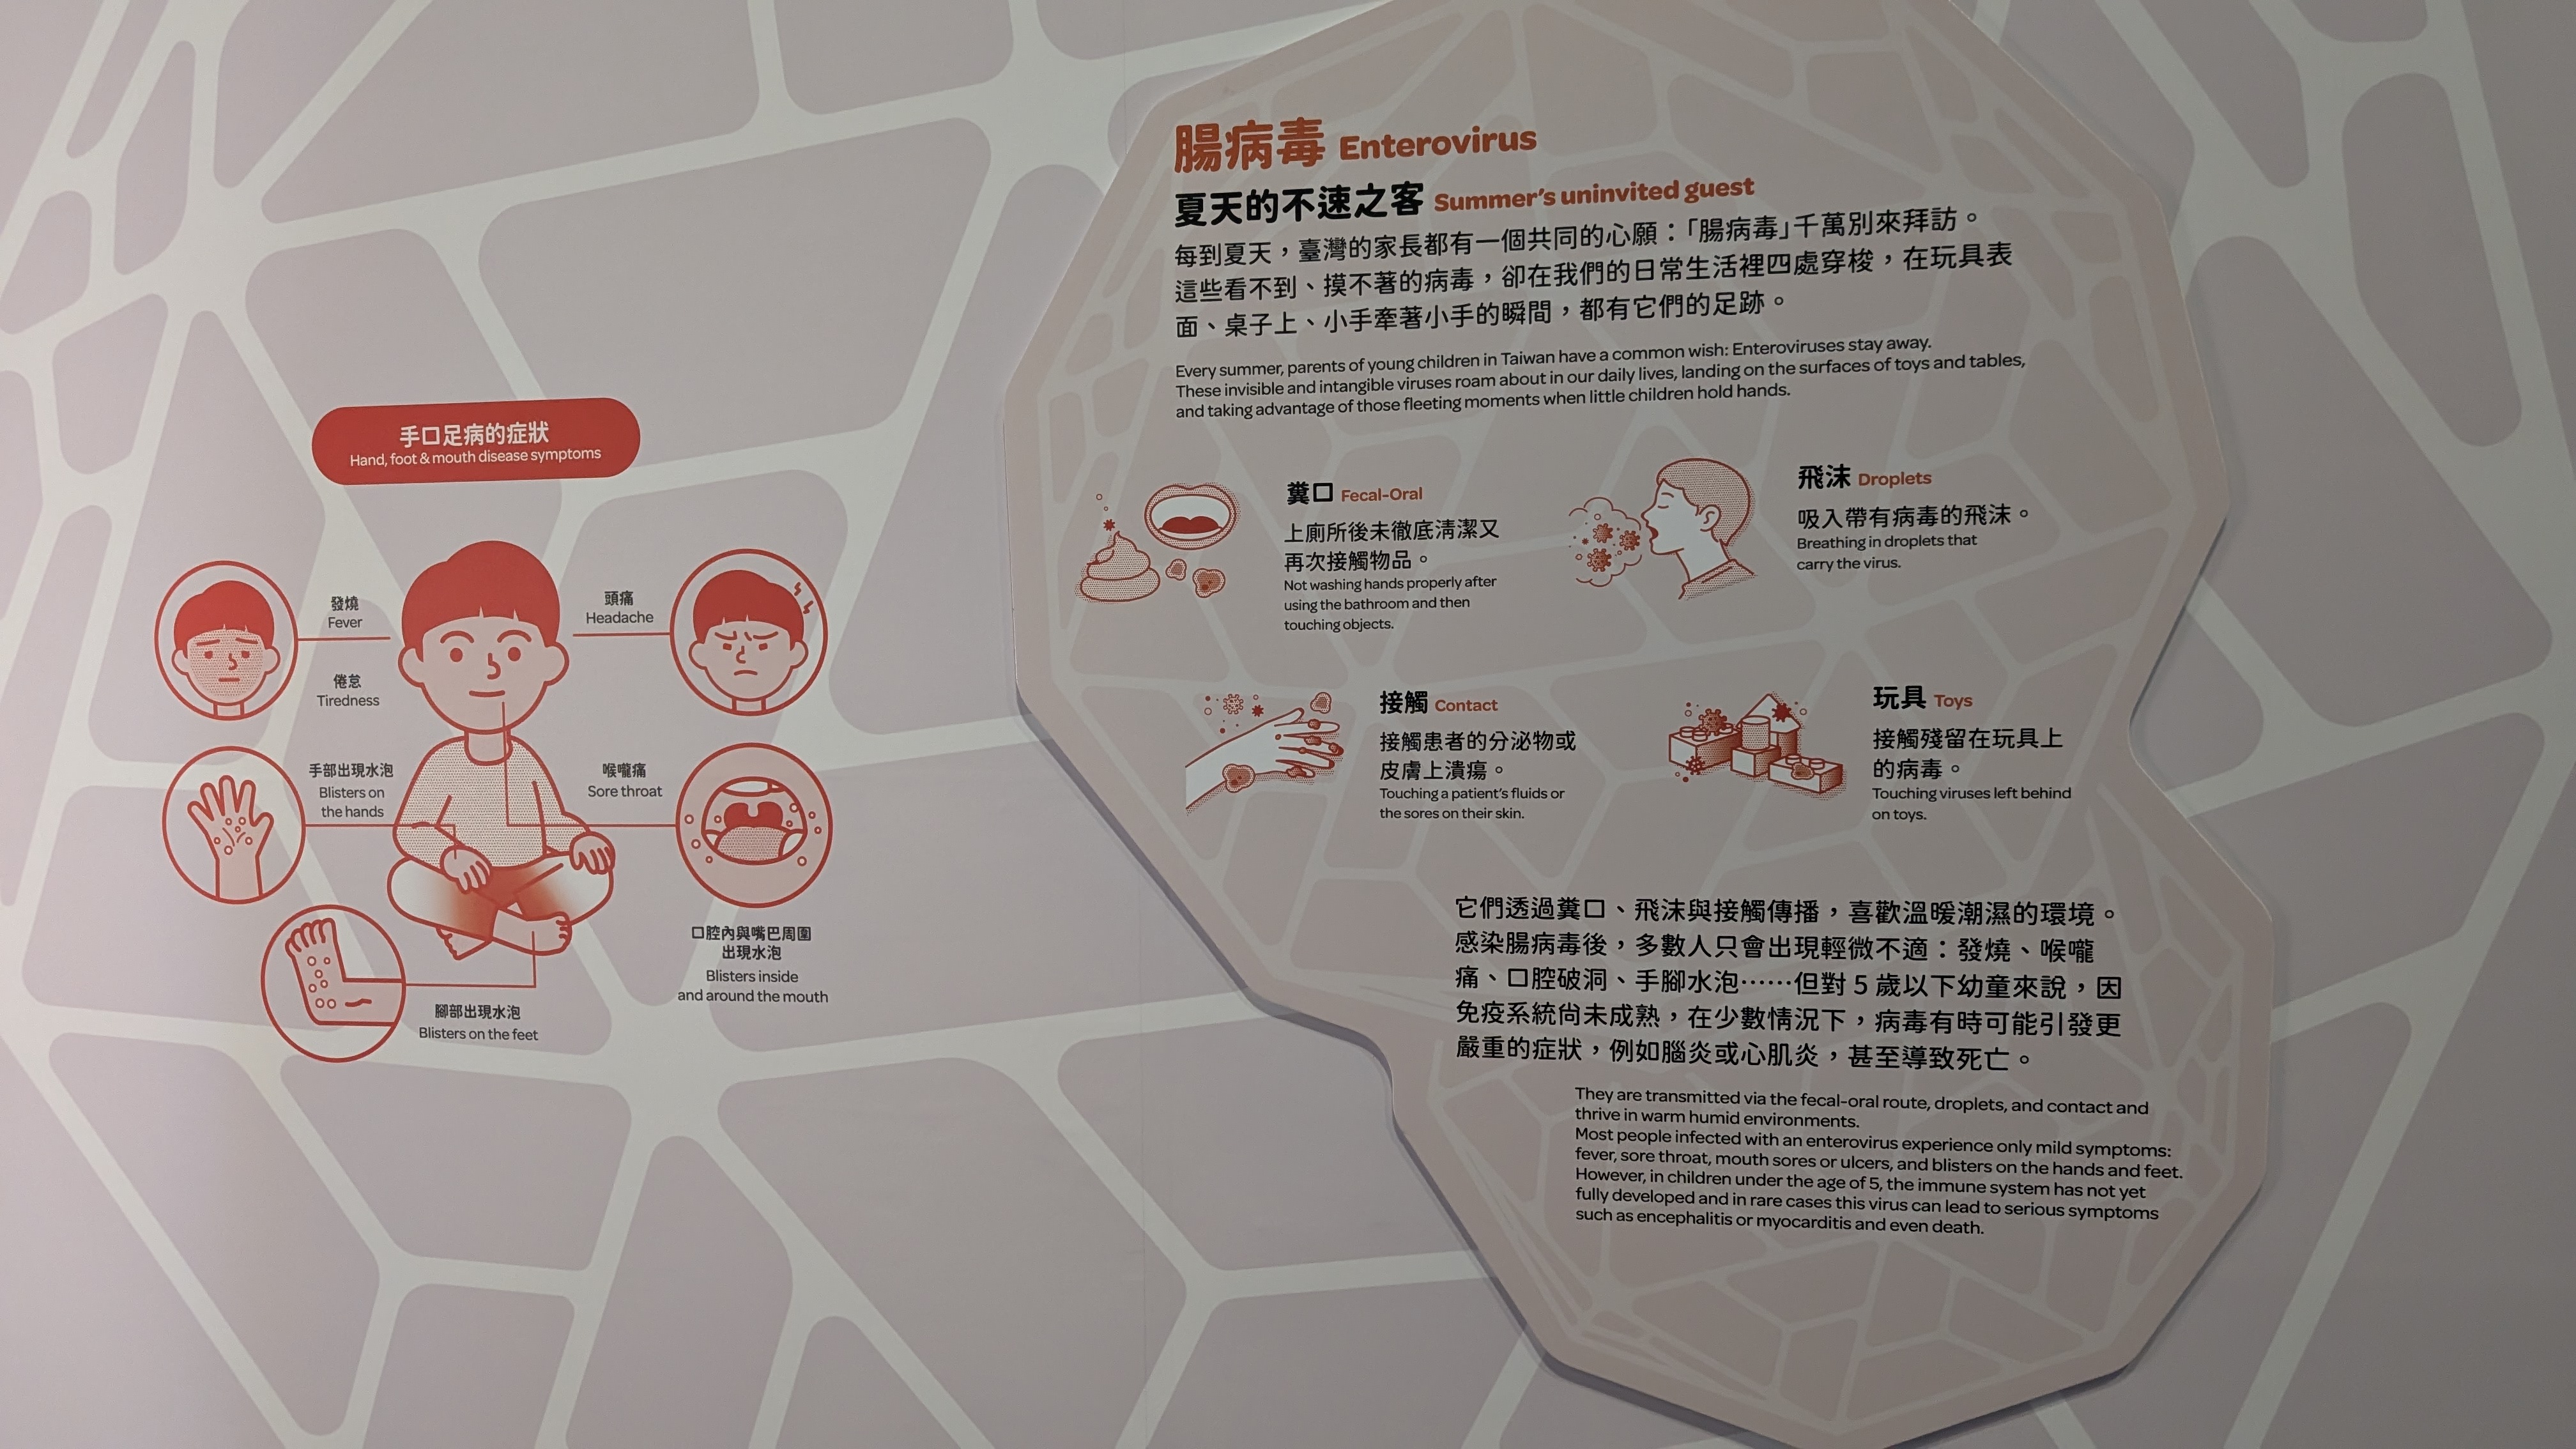 手口足病的症狀
Hand, foot & mouth disease symptoms
發燒
Fever
倦怠
Tiredness
頭痛
Headache
手部出現水泡
Blisters on
the hands
喉嚨痛
Sore throat
口腔內與嘴巴周圍
出現水泡
Blisters inside
and around the mouth
腳部出現水泡
Blisters on the feet
腸病毒 Enterovirus
夏天的不速之客 Summer's uninvited guest
每到夏天，臺灣的家長都有一個共同的心願：「腸病毒」千萬別來拜訪。
這些看不到、摸不著的病毒，卻在我們的日常生活裡四處穿梭，在玩具表
面、桌子上、小手牽著小手的瞬間，都有它們的足跡。
Every summer, parents of young children in Taiwan have a common wish: Enteroviruses stay away.
These invisible and intangible viruses roam about in our daily lives, landing on the surfaces of toys and tables,
and taking advantage of those fleeting moments when little children hold hands.
糞口 Fecal-Oral
上廁所後未徹底清潔又
再次接觸物品。
Not washing hands properly after
using the bathroom and then
touching objects.
飛沫 Droplets
吸入帶有病毒的飛沫。
Breathing in droplets that
carry the virus.
接觸 Contact
接觸患者的分泌物或
皮膚上潰瘍。
Touching a patient's fluids or
the sores on their skin.
玩具 Toys
接觸殘留在玩具上
的病毒。
Touching viruses left behind
on toys.
它們透過糞口、飛沫與接觸傳播，喜歡溫暖潮濕的環境。
感染腸病毒後，多數人只會出現輕微不適：發燒、喉嚨
痛、口腔破洞、手腳水泡⋯⋯但對 5 歲以下幼童來說，因
免疫系統尚未成熟，在少數情況下，病毒有時可能引發更
嚴重的症狀，例如腦炎或心肌炎，甚至導致死亡。
They are transmitted via the fecal-oral route, droplets, and contact and
thrive in warm humid environments.
Most people infected with an enterovirus experience only mild symptoms:
fever, sore throat, mouth sores or ulcers, and blisters on the hands and feet.
However, in children under the age of 5, the immune system has not yet
fully developed and in rare cases this virus can lead to serious symptoms
such as encephalitis or myocarditis and even death.